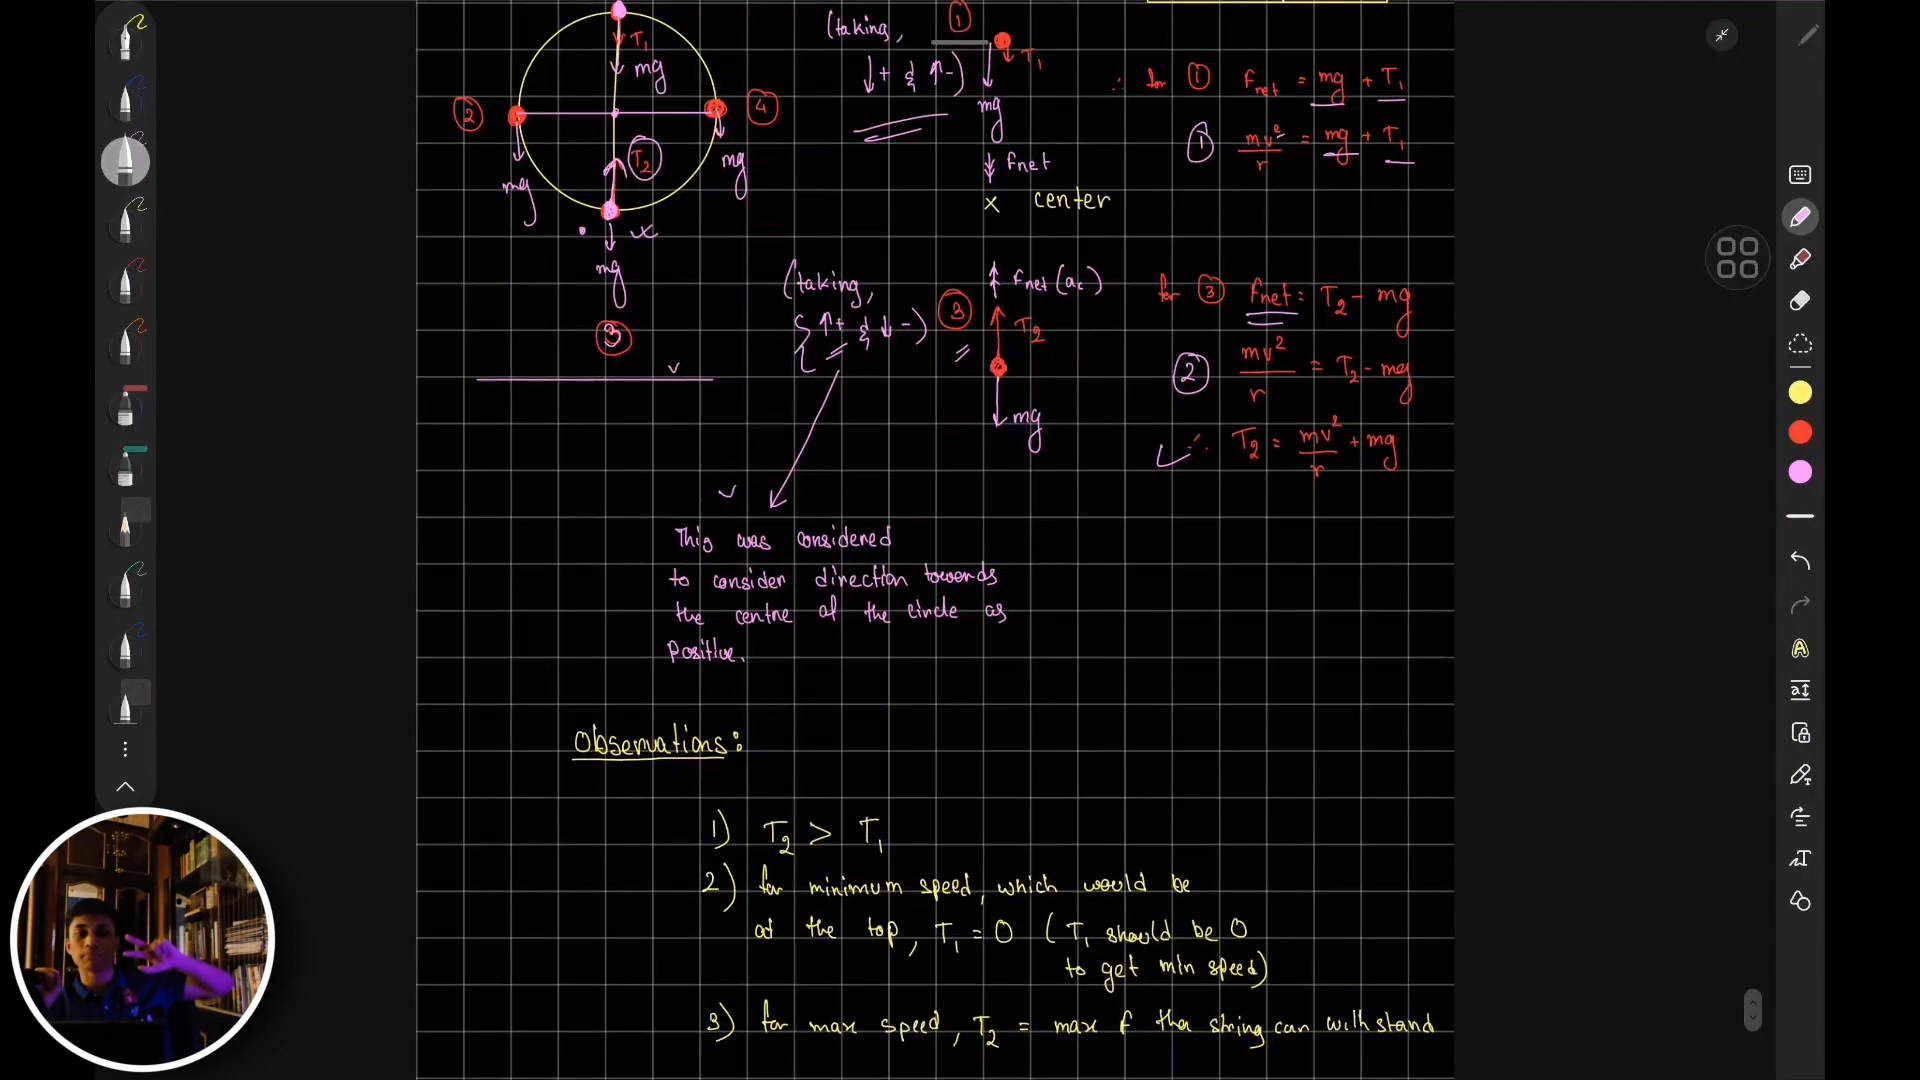 T₁
mg
②
④
T₂
mg
mg
mg
③
(taking,
↓+ & ↑-)
①
T₁
mg
Fnet
x center
∴ for ① Fnet = mg + T₁
① mv²/r = mg + T₁
(taking,
{ ↑+ & ↓-)
③
Fnet (ac)
T₂
mg
for ③ Fnet = T₂ - mg
② mv²/r = T₂ - mg
∴ T₂ = mv²/r + mg
This was considered
to consider direction towards
the centre of the circle as
positive.
Observations:
1) T₂ > T₁
2) for minimum speed, which would be
at the top, T₁ = 0 (T₁ should be 0
to get min speed)
3) for max speed, T₂ = max F tha string can withstand